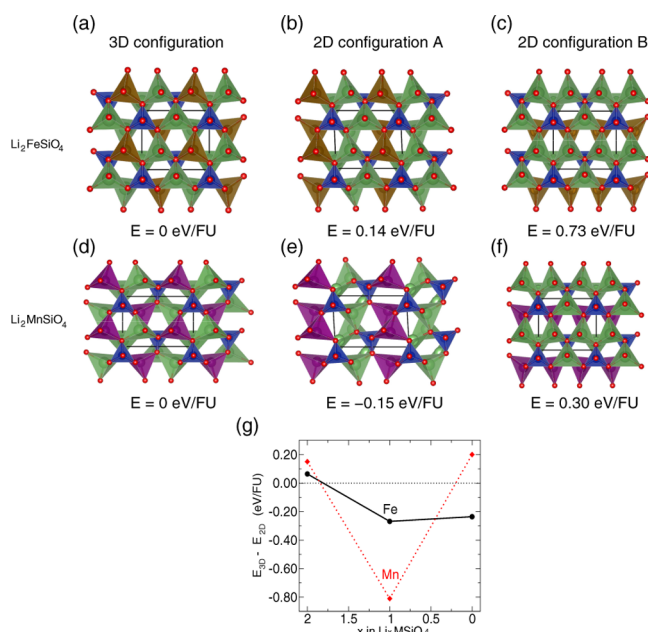 (a) (b) (c)
3D configuration 2D configuration A 2D configuration B
Li₂FeSiO₄
E = 0 eV/FU E = 0.14 eV/FU E = 0.73 eV/FU
(d) (e) (f)
Li₂MnSiO₄
E = 0 eV/FU E = −0.15 eV/FU E = 0.30 eV/FU
(g)
E₃D - E₂D (eV/FU)
0.20
0.00
-0.20
-0.40
-0.60
-0.80
Fe
Mn
2 1.5 1 0.5 0
x in LiₓMSiO₄